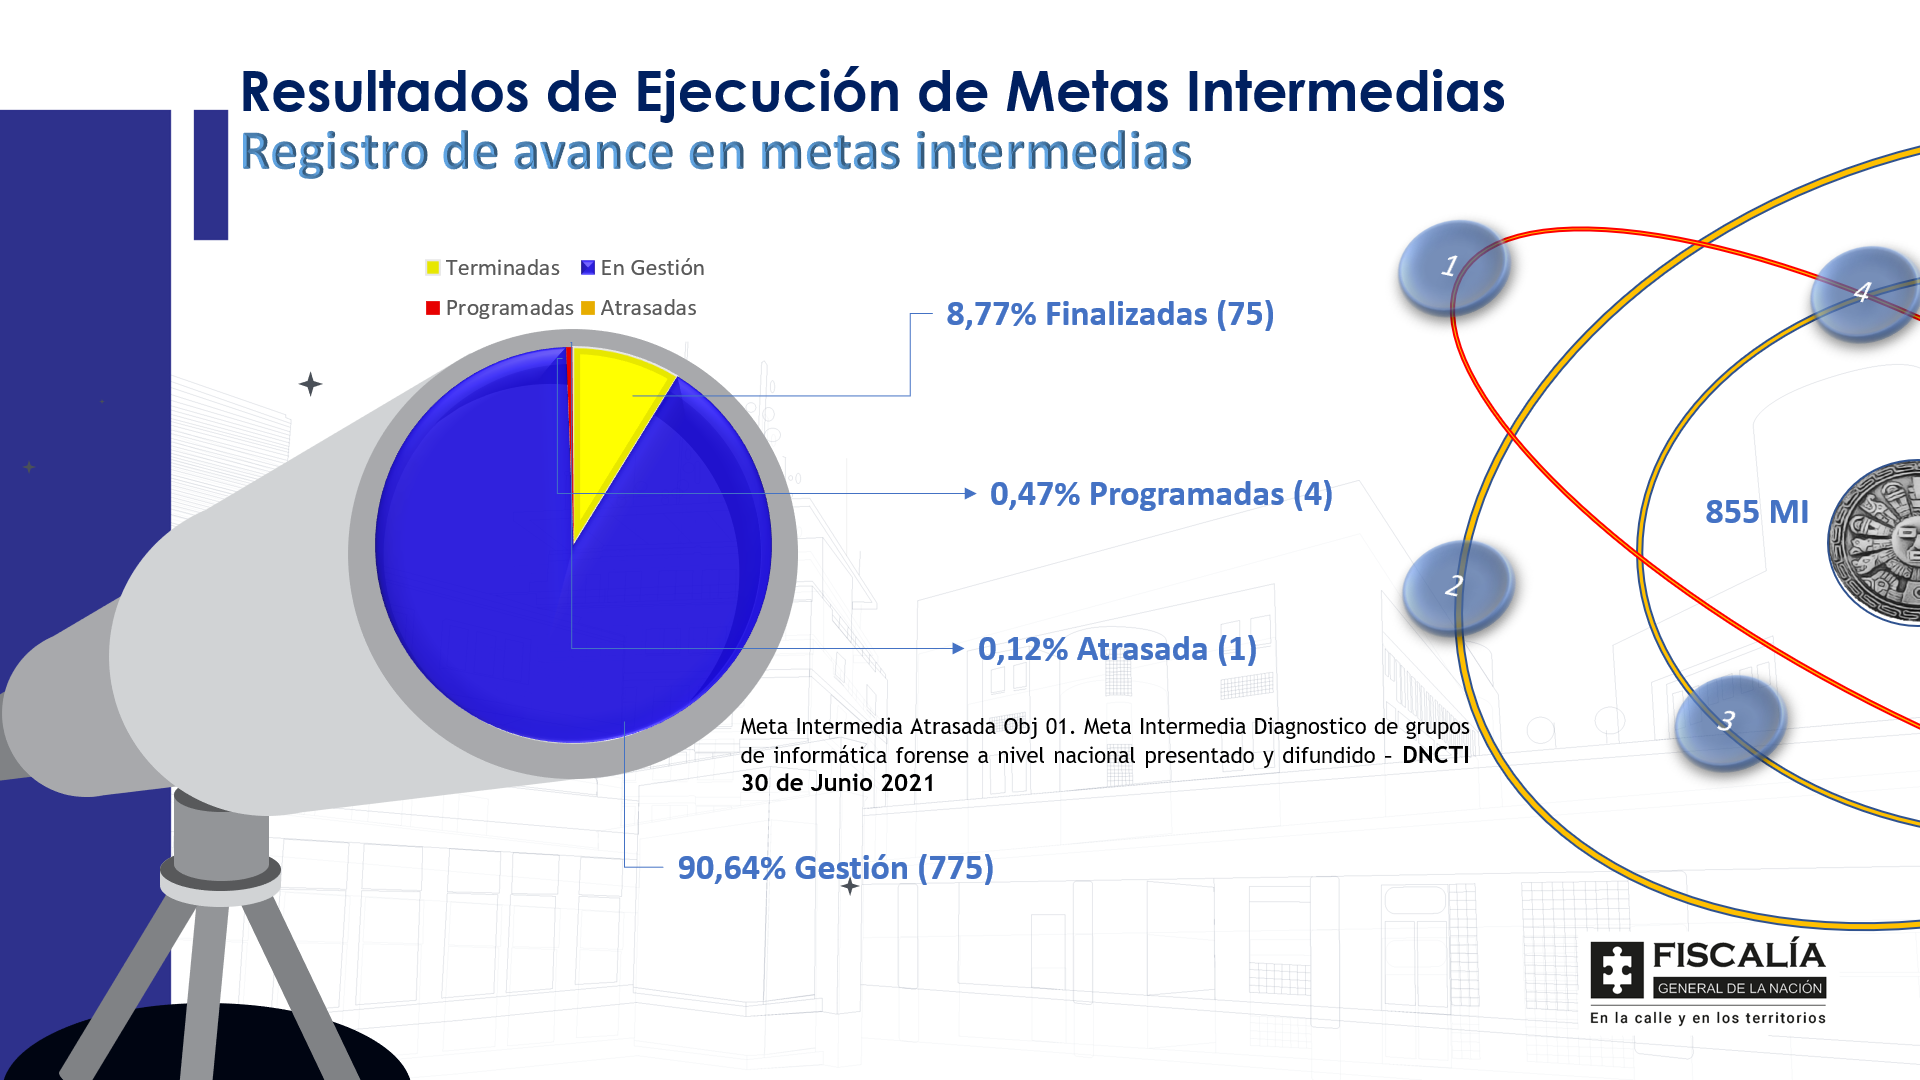 Resultados de Ejecución de Metas Intermedias
Registro de avance en metas intermedias
Terminadas En Gestión
Programadas Atrasadas
8,77% Finalizadas (75)
0,47% Programadas (4)
0,12% Atrasada (1)
Meta Intermedia Atrasada Obj 01. Meta Intermedia Diagnostico de grupos
de informática forense a nivel nacional presentado y difundido – DNCTI
30 de Junio 2021
90,64% Gestión (775)
1
4
855 MI
2
3
FISCALÍA
GENERAL DE LA NACIÓN
En la calle y en los territorios